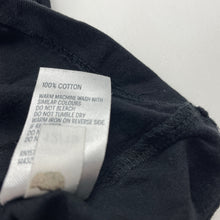 100% COTTON
WARM MACHINE WASH WITH
SIMILAR COLOURS
DO NOT BLEACH
DO NOT TUMBLE DRY
WARM IRON ON REVERSE SIDE